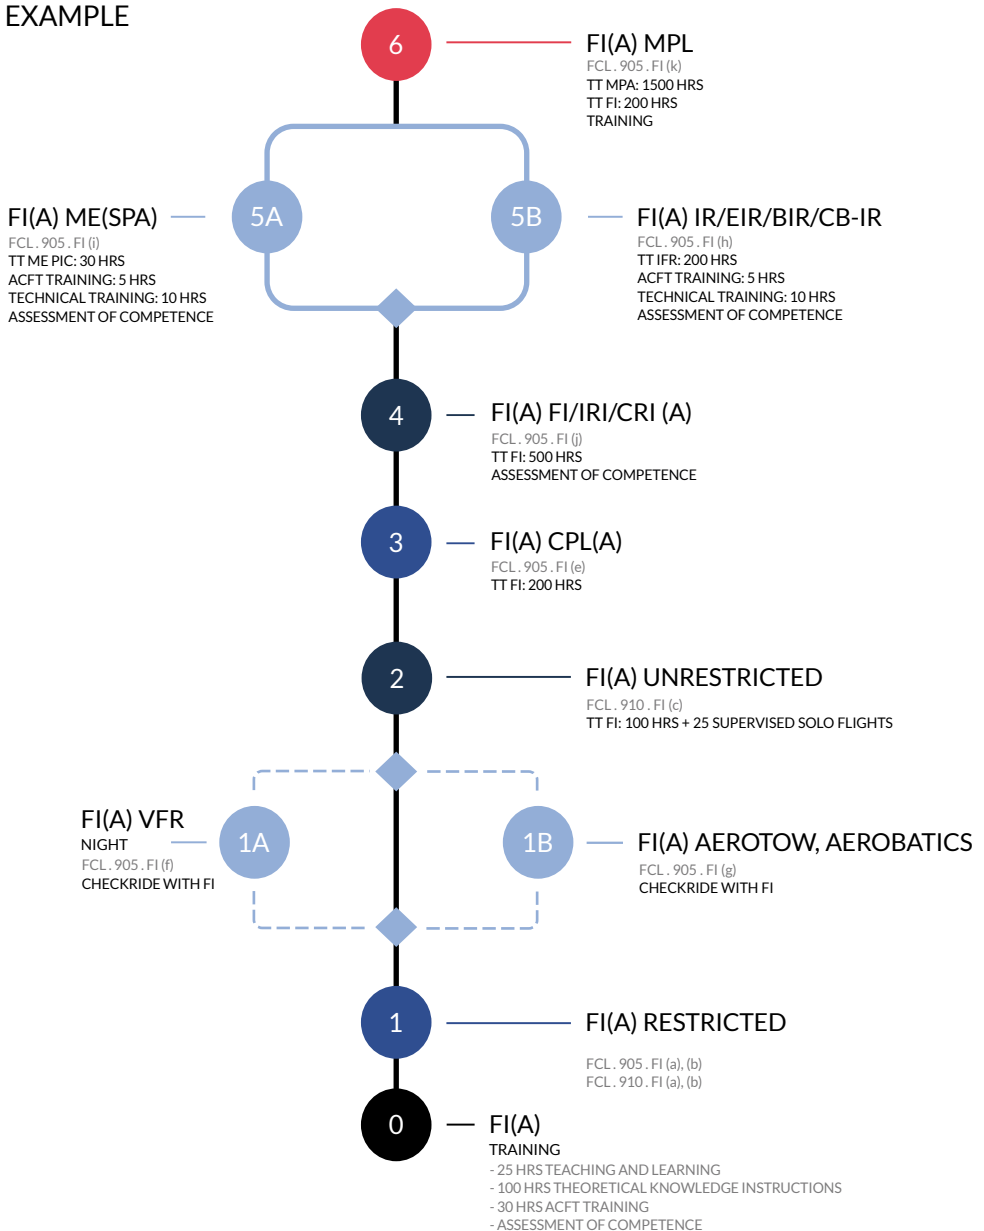 EXAMPLE
6
FI(A) MPL
FCL . 905 . FI (k)
TT MPA: 1500 HRS
TT FI: 200 HRS
TRAINING
5A
FI(A) ME(SPA)
FCL . 905 . FI (i)
TT ME PIC: 30 HRS
ACFT TRAINING: 5 HRS
TECHNICAL TRAINING: 10 HRS
ASSESSMENT OF COMPETENCE
5B
FI(A) IR/EIR/BIR/CB-IR
FCL . 905 . FI (h)
TT IFR: 200 HRS
ACFT TRAINING: 5 HRS
TECHNICAL TRAINING: 10 HRS
ASSESSMENT OF COMPETENCE
4
FI(A) FI/IRI/CRI (A)
FCL . 905 . FI (j)
TT FI: 500 HRS
ASSESSMENT OF COMPETENCE
3
FI(A) CPL(A)
FCL . 905 . FI (e)
TT FI: 200 HRS
2
FI(A) UNRESTRICTED
FCL . 910 . FI (c)
TT FI: 100 HRS + 25 SUPERVISED SOLO FLIGHTS
FI(A) VFR
NIGHT
FCL . 905 . FI (f)
CHECKRIDE WITH FI
1A
1B
FI(A) AEROTOW, AEROBATICS
FCL . 905 . FI (g)
CHECKRIDE WITH FI
1
FI(A) RESTRICTED
FCL . 905 . FI (a), (b)
FCL . 910 . FI (a), (b)
0
FI(A)
TRAINING
- 25 HRS TEACHING AND LEARNING
- 100 HRS THEORETICAL KNOWLEDGE INSTRUCTIONS
- 30 HRS ACFT TRAINING
- ASSESSMENT OF COMPETENCE